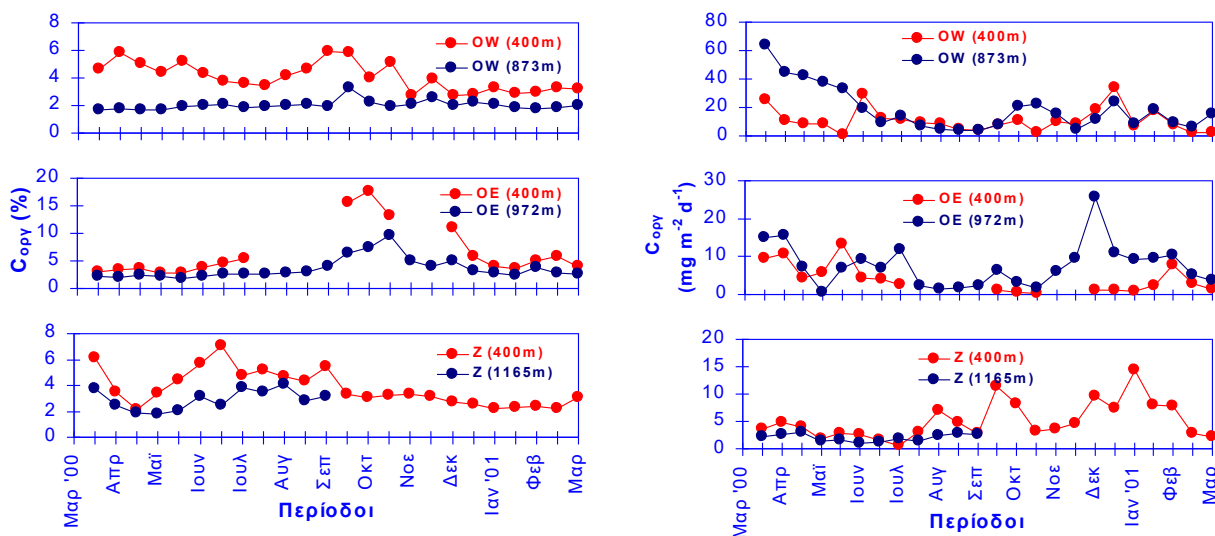 8
6
4
2
0
OW (400m)
OW (873m)
20
15
10
5
0
OE (400m)
OE (972m)
C οργ (%)
8
6
4
2
0
Z (400m)
Z (1165m)
Μαρ '00
Απρ
Μαϊ
Ιουν
Ιουλ
Αυγ
Σεπ
Οκτ
Νοε
Δεκ
Ιαν '01
Φεβ
Μαρ
Περίοδοι
80
60
40
20
0
OW (400m)
OW (873m)
30
20
10
0
OE (400m)
OE (972m)
C οργ
(mg m-2 d-1)
20
15
10
5
0
Z (400m)
Z (1165m)
Μαρ '00
Απρ
Μαϊ
Ιουν
Ιουλ
Αυγ
Σεπ
Οκτ
Νοε
Δεκ
Ιαν '01
Φεβ
Μαρ
Περίοδοι